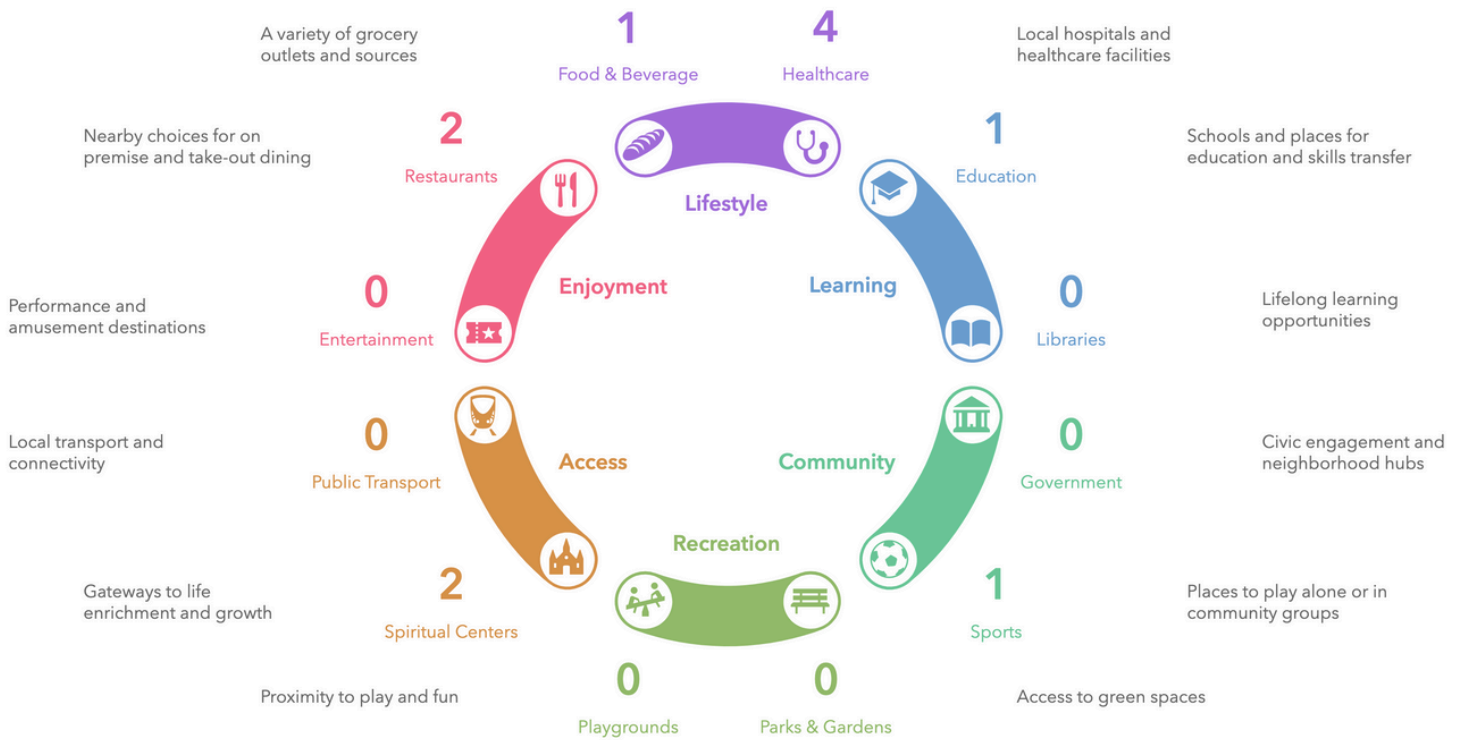 A variety of grocery
outlets and sources
1
Food & Beverage
4
Healthcare
Local hospitals and
healthcare facilities
Nearby choices for on
premise and take-out dining
2
Restaurants
Lifestyle
1
Education
Schools and places for
education and skills transfer
Performance and
amusement destinations
0
Entertainment
Enjoyment
Learning
0
Libraries
Lifelong learning
opportunities
Local transport and
connectivity
0
Public Transport
Access
Community
0
Government
Civic engagement and
neighborhood hubs
Gateways to life
enrichment and growth
2
Spiritual Centers
Recreation
1
Sports
Places to play alone or in
community groups
Proximity to play and fun
0
Playgrounds
0
Parks & Gardens
Access to green spaces